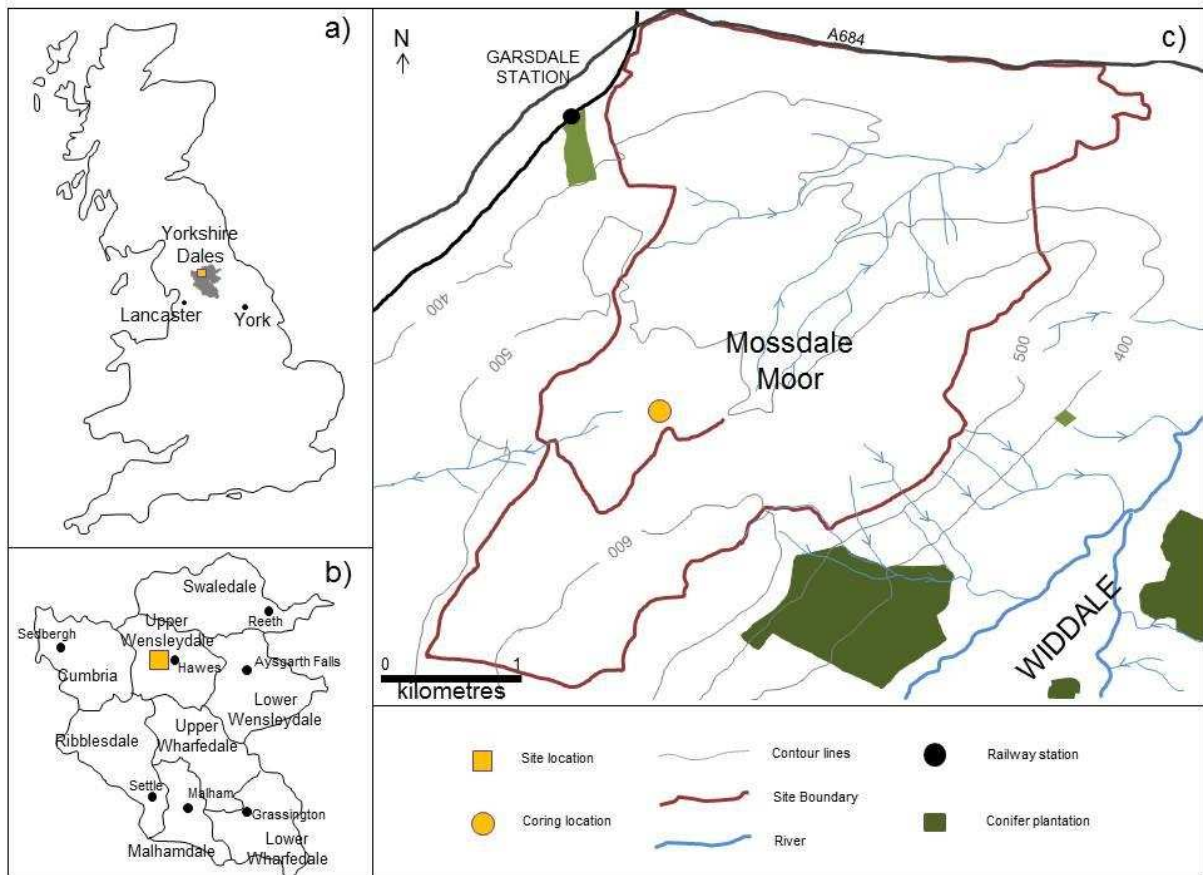 a)
Yorkshire
Dales
Lancaster
York
b)
Swaledale
Reeth
Upper
Wensleydale
Sedbergh
Hawes
Aysgarth Falls
Cumbria
Lower
Wensleydale
Ribblesdale
Upper
Wharfedale
Settle
Malham
Grassington
Malhamdale
Lower
Wharfedale
c)
N
A684
GARSDALE
STATION
400
500
Mossdale
Moor
500
400
600
WIDDALE
0 1
kilometres
Site location
Contour lines
Railway station
Site Boundary
Coring location
River
Conifer plantation